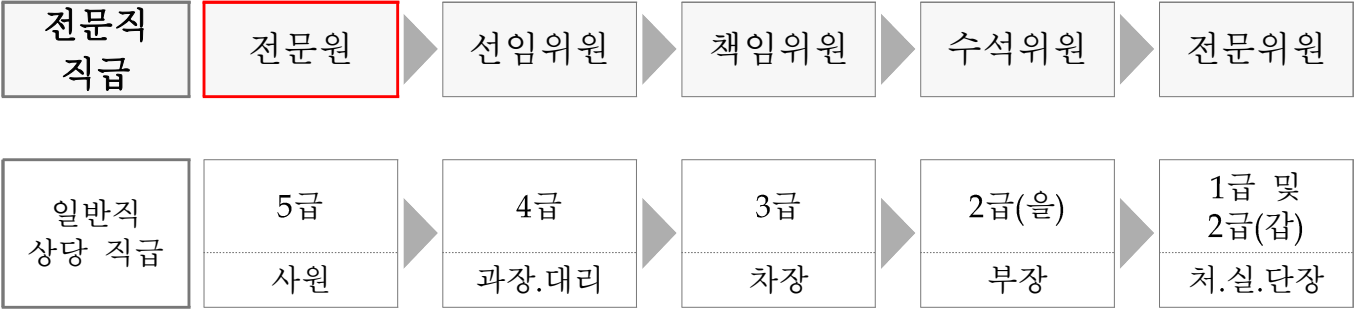 전문직
직급
전문원
선임위원
책임위원
수석위원
전문위원
일반직
상당 직급
5급
사원
4급
과장.대리
3급
차장
2급(을)
부장
1급 및
2급(갑)
처.실.단장